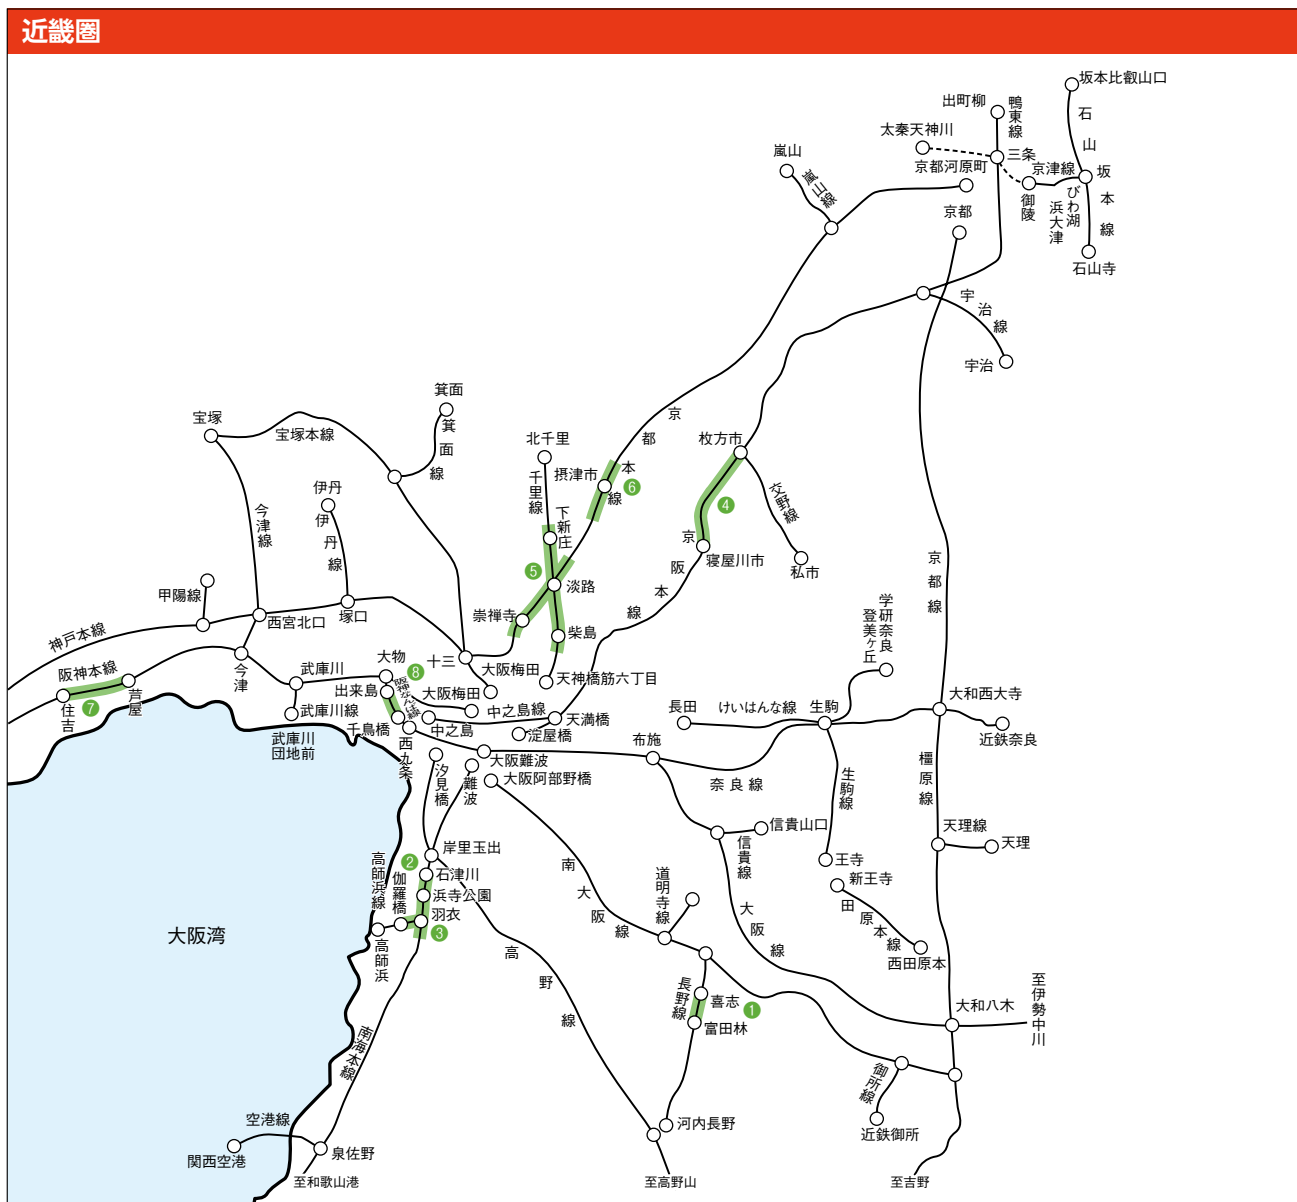 近畿圏
坂本比叡山口
出町柳
鴨東線
石山坂本線
太秦天神川
三条
京都河原町
京津線
嵐山
嵐山線
御陵
びわ湖浜大津
京都
石山寺
宇治線
宇治
箕面
箕面線
宝塚
宝塚本線
京都本線
枚方市
北千里
千里線
摂津市
⑥
伊丹
伊丹線
今津線
④
交野線
下新庄
京阪本線
寝屋川市
私市
京都線
⑤
淡路
甲陽線
西宮北口
塚口
崇禅寺
柴島
学研奈良登美ヶ丘
神戸本線
阪神本線
今津
武庫川
大物
⑧
十三
大阪梅田
天神橋筋六丁目
出来島
阪神なんば線
大阪梅田
中之島線
芦屋
⑦
住吉
武庫川線
千鳥橋
中之島
天満橋
長田
けいはんな線
生駒
大和西大寺
近鉄奈良
武庫川
団地前
西九条
淀屋橋
布施
汐見橋
難波
大阪難波
大阪阿部野橋
奈良線
生駒線
橿原線
信貴山口
信貴線
天理線
天理
岸里玉出
②
石津川
高師浜線
伽羅橋
浜寺公園
羽衣
③
南大阪線
道明寺線
大阪線
王寺
新王寺
田原本線
西田原本
大阪湾
高師浜
高野線
長野線
喜志
①
富田林
大和八木
至伊勢中川
南海本線
御所線
空港線
関西空港
泉佐野
河内長野
近鉄御所
至和歌山港
至高野山
至吉野